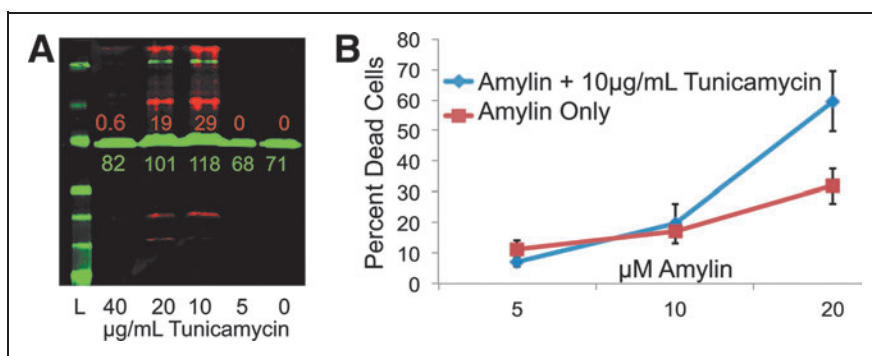 A
0.6 19 29 0 0
82 101 118 68 71
L 40 20 10 5 0
µg/mL Tunicamycin
B
Percent Dead Cells
80
70
60
50
40
30
20
10
0
Amylin + 10µg/mL Tunicamycin
Amylin Only
µM Amylin
5 10 20